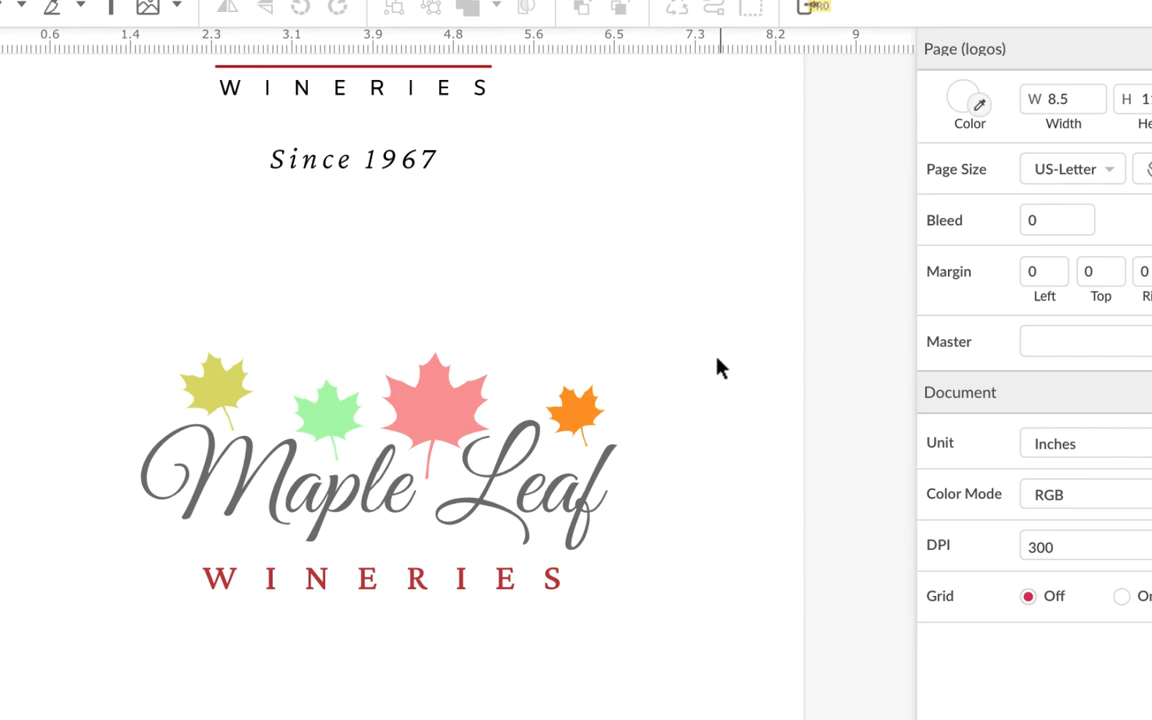 PRO
0.6 1.4 2.3 3.1 3.9 4.8 5.6 6.5 7.3 8.2 9
WINERIES
Since 1967
Maple Leaf
WINERIES
Page (logos)
W 8.5 H
Color Width
Page Size US-Letter
Bleed 0
Margin 0 0 0
Left Top
Master
Document
Unit Inches
Color Mode RGB
DPI 300
Grid Off